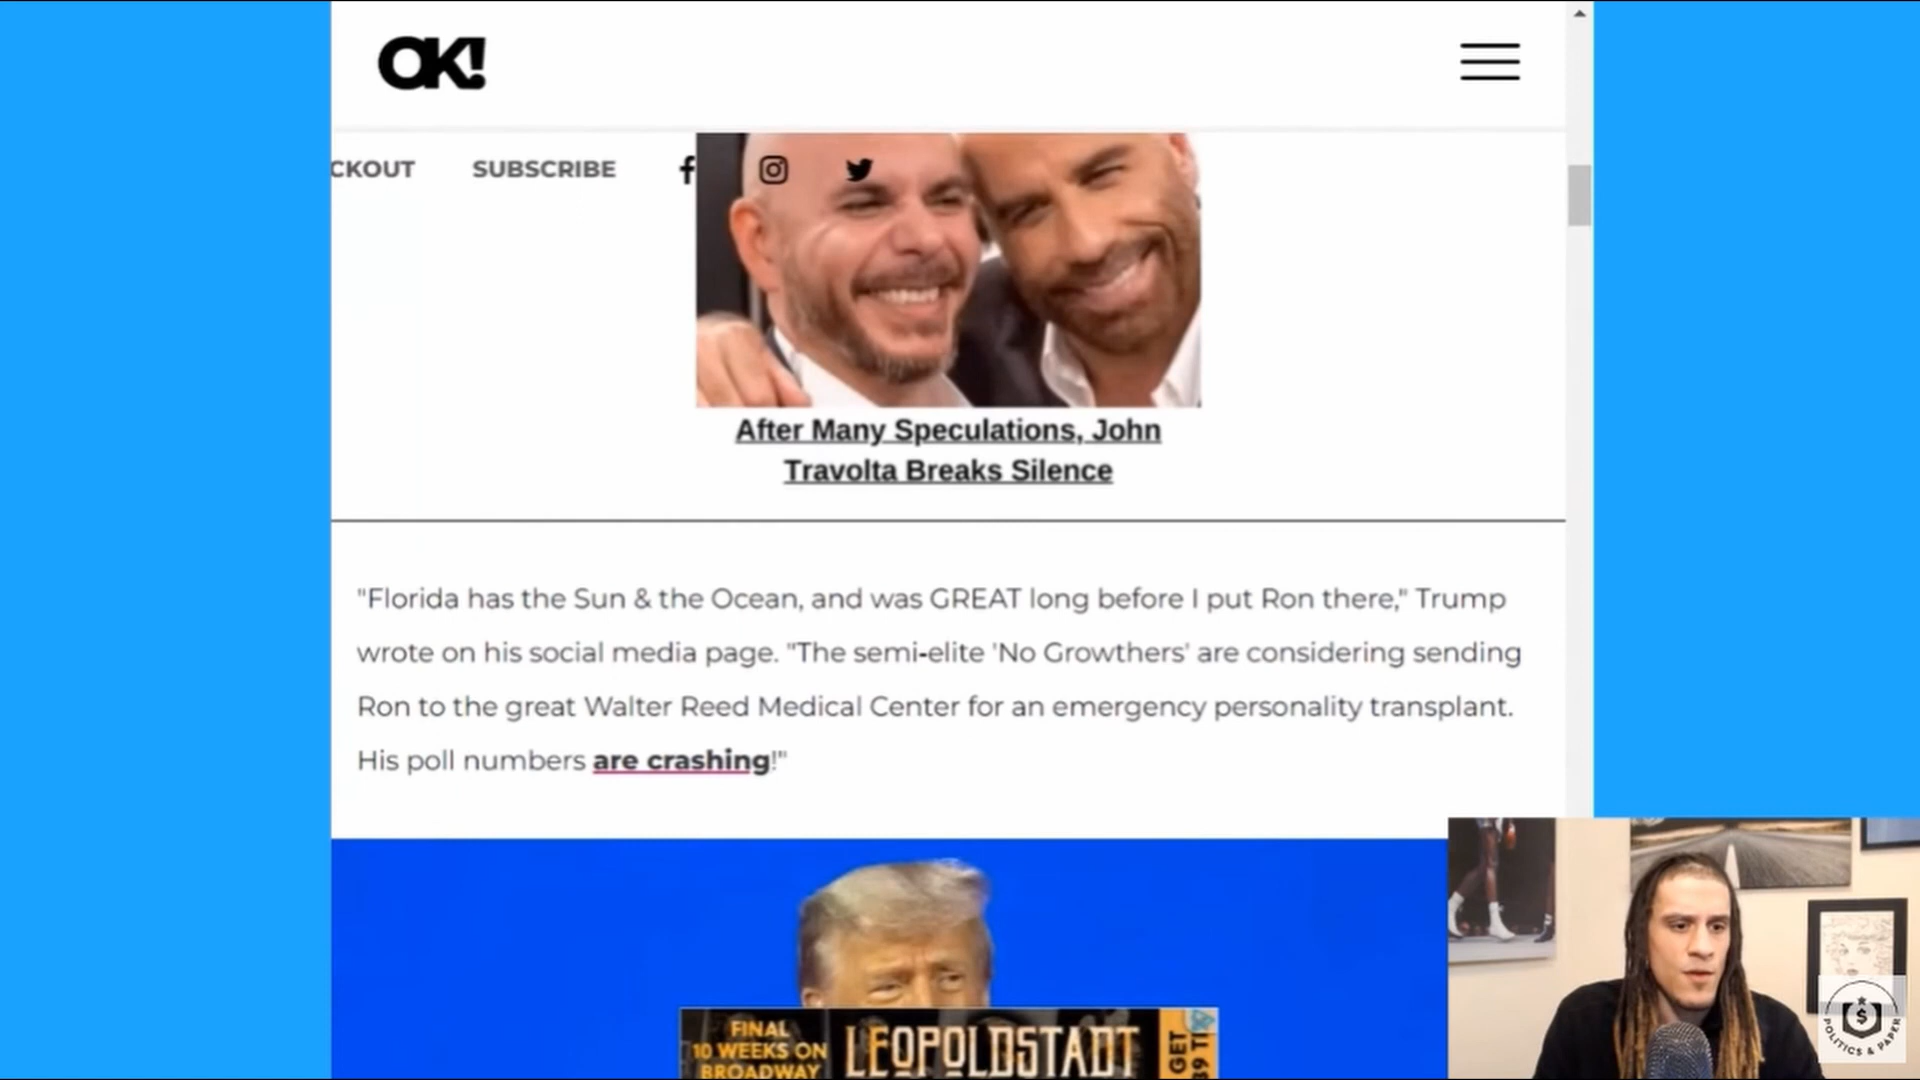 OK!
CKOUT SUBSCRIBE
After Many Speculations, John
Travolta Breaks Silence
"Florida has the Sun & the Ocean, and was GREAT long before I put Ron there," Trump
wrote on his social media page. "The semi-elite 'No Growthers' are considering sending
Ron to the great Walter Reed Medical Center for an emergency personality transplant.
His poll numbers are crashing!"
FINAL
10 WEEKS ON
BROADWAY
LEOPOLDSTADT
GET
POLITICS & PAPER